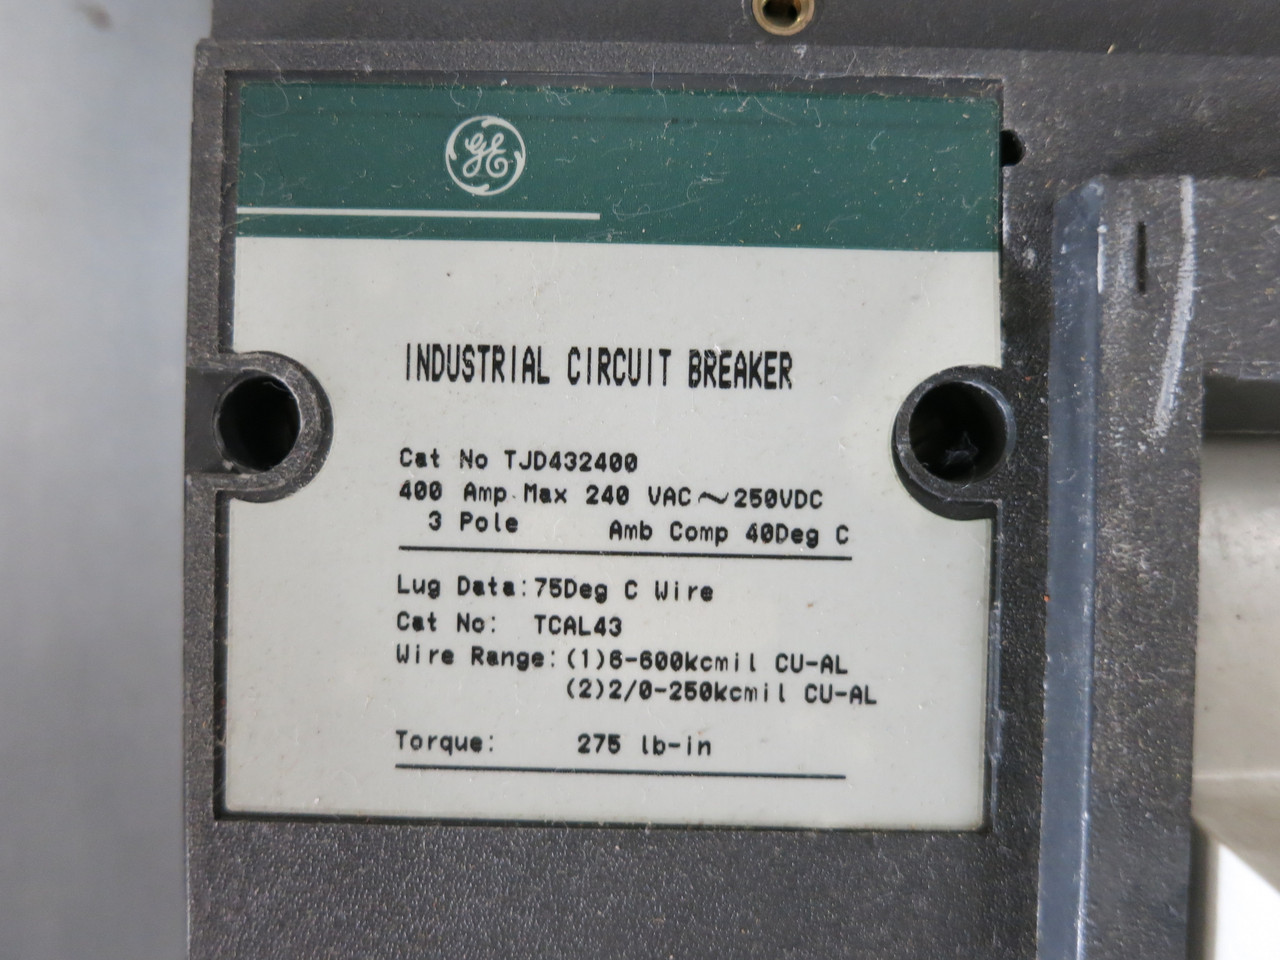 GE
INDUSTRIAL CIRCUIT BREAKER
Cat No TJD432400
400 Amp Max 240 VAC~250VDC
3 Pole Amb Comp 40Deg C
Lug Data:75Deg C Wire
Cat No: TCAL43
Wire Range:(1)6-600kcmil CU-AL
(2)2/0-250kcmil CU-AL
Torque: 275 lb-in